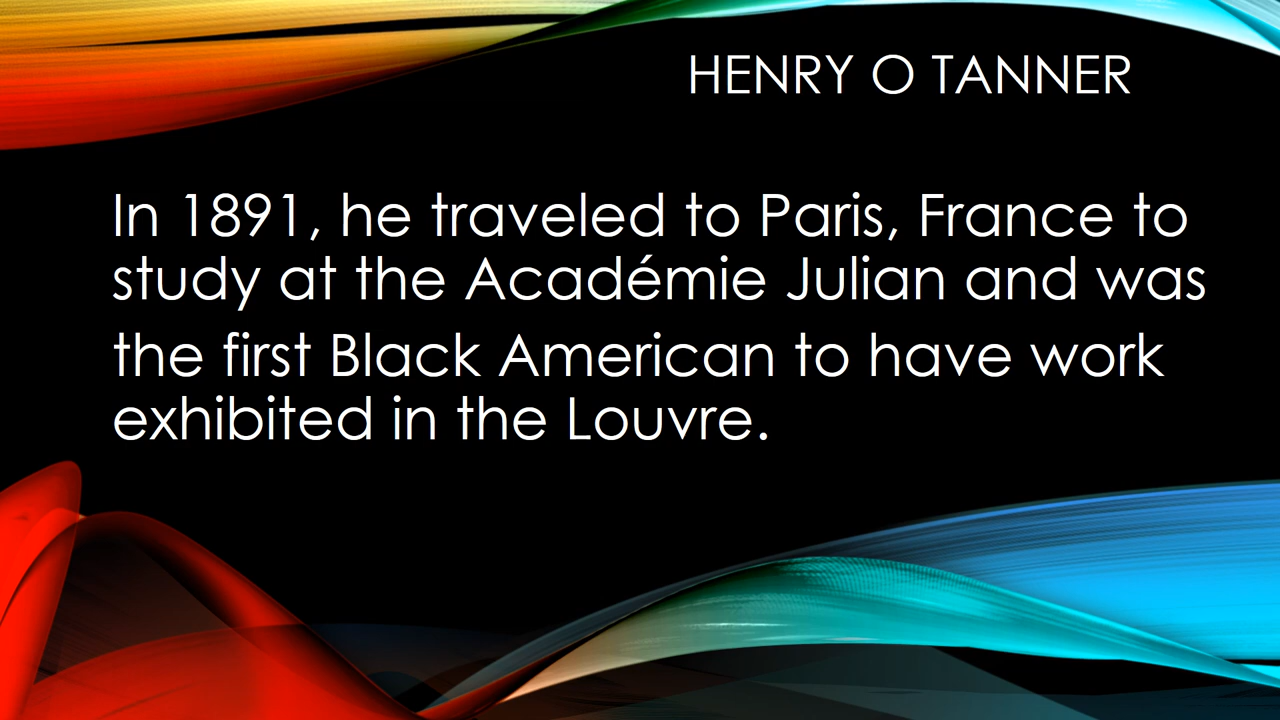 HENRY O TANNER
In 1891, he traveled to Paris, France to
study at the Académie Julian and was
the first Black American to have work
exhibited in the Louvre.